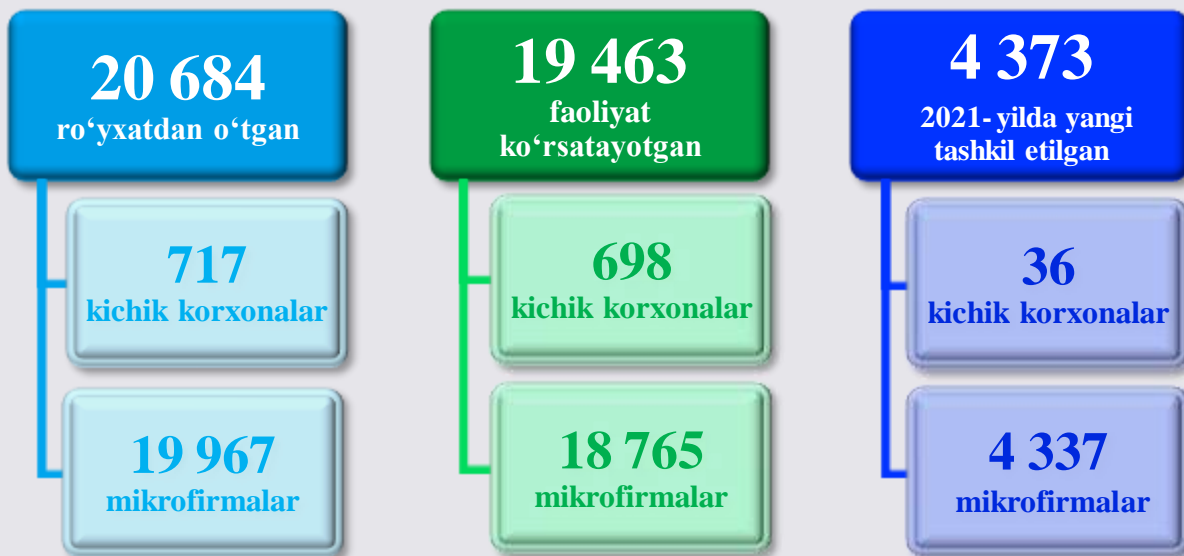 20 684
ro‘yxatdan o‘tgan
717
kichik korxonalar
19 967
mikrofirmalar
19 463
faoliyat
ko‘rsatayotgan
698
kichik korxonalar
18 765
mikrofirmalar
4 373
2021- yilda yangi
tashkil etilgan
36
kichik korxonalar
4 337
mikrofirmalar